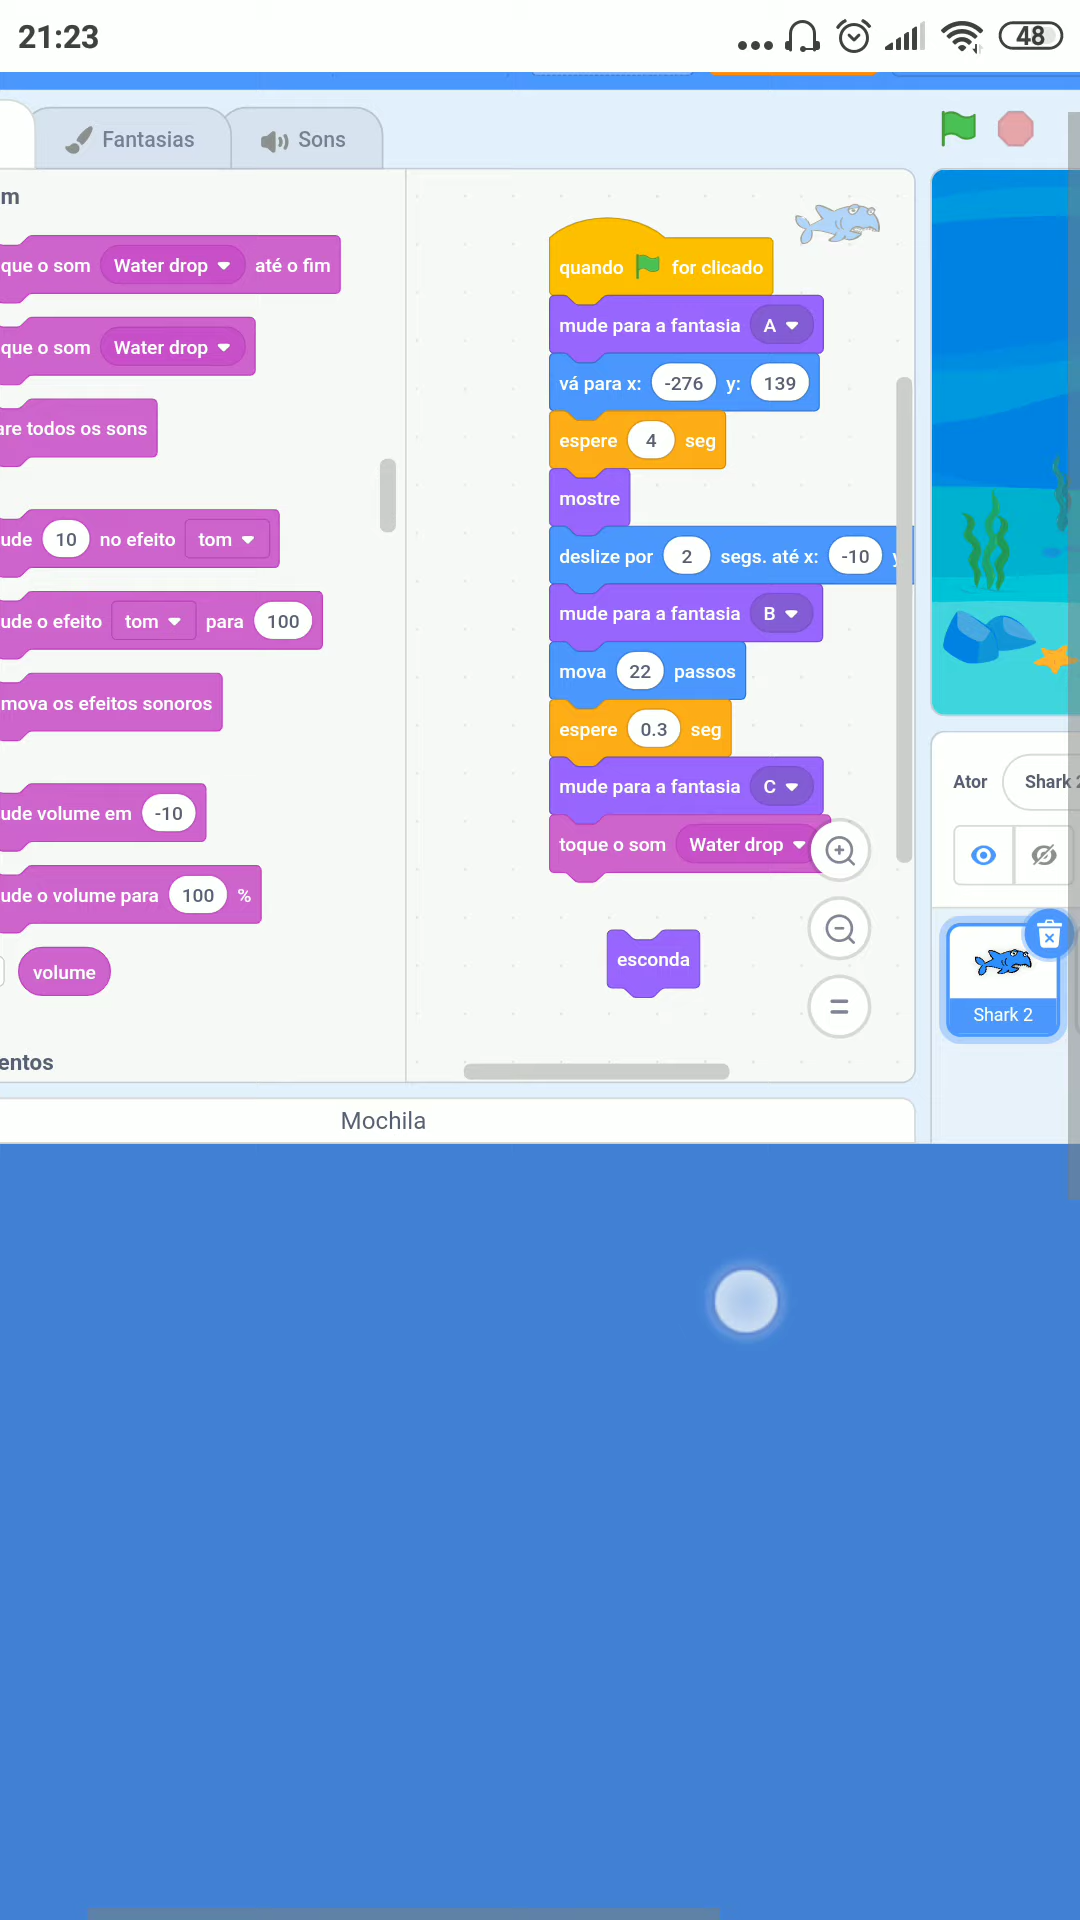 21:23
48
Fantasias
Sons
m
que o som Water drop até o fim
que o som Water drop
are todos os sons
ude 10 no efeito tom
ude o efeito tom para 100
mova os efeitos sonoros
ude volume em -10
ude o volume para 100 %
volume
entos
quando for clicado
mude para a fantasia A
vá para x: -276 y: 139
espere 4 seg
mostre
deslize por 2 segs. até x: -10 y
mude para a fantasia B
mova 22 passos
espere 0.3 seg
mude para a fantasia C
toque o som Water drop
esconda
Ator Shark 2
Shark 2
Mochila